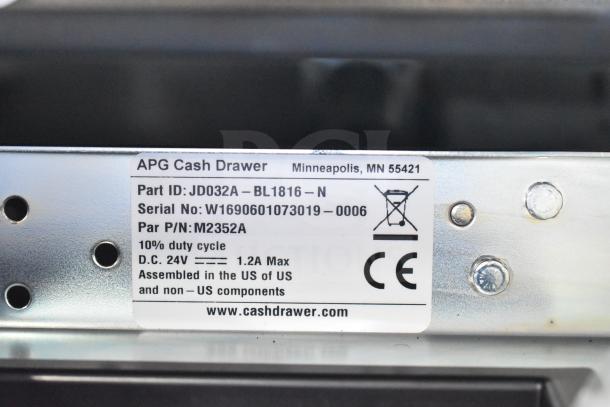 APG Cash Drawer Minneapolis, MN 55421
Part ID: JD032A-BL1816-N
Serial No: W1690601073019-0006
Par P/N: M2352A
10% duty cycle
D.C. 24V 1.2A Max
Assembled in the US of US
and non-US components
CE
www.cashdrawer.com